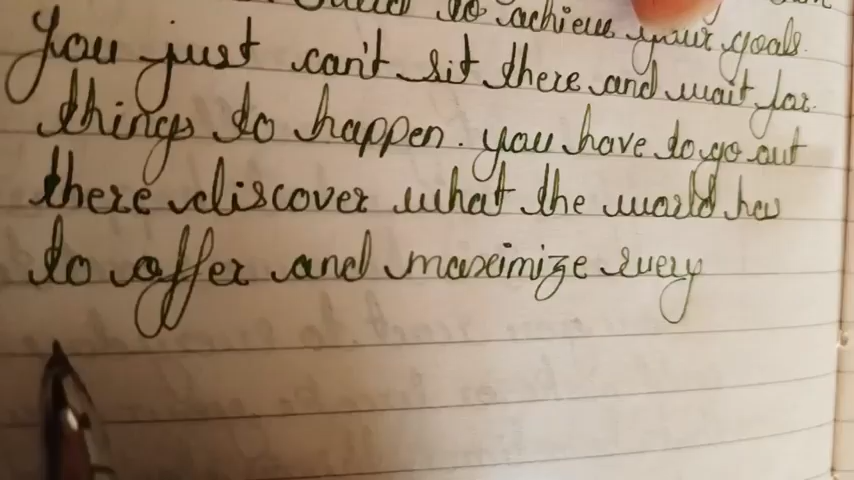 to achieve your goals.
You just can't sit there and wait for
things to happen. you have to go out
there discover what the world has
to offer and maximize every